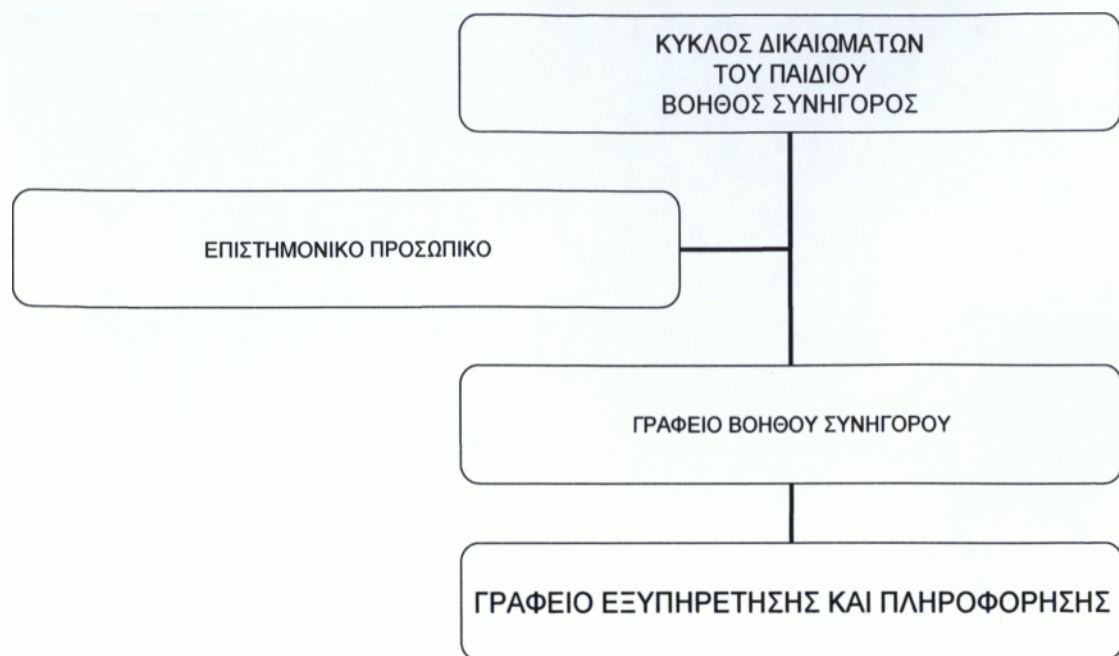 ΚΥΚΛΟΣ ΔΙΚΑΙΩΜΑΤΩΝ
ΤΟΥ ΠΑΙΔΙΟΥ
ΒΟΗΘΟΣ ΣΥΝΗΓΟΡΟΣ
ΕΠΙΣΤΗΜΟΝΙΚΟ ΠΡΟΣΩΠΙΚΟ
ΓΡΑΦΕΙΟ ΒΟΗΘΟΥ ΣΥΝΗΓΟΡΟΥ
ΓΡΑΦΕΙΟ ΕΞΥΠΗΡΕΤΗΣΗΣ ΚΑΙ ΠΛΗΡΟΦΟΡΗΣΗΣ